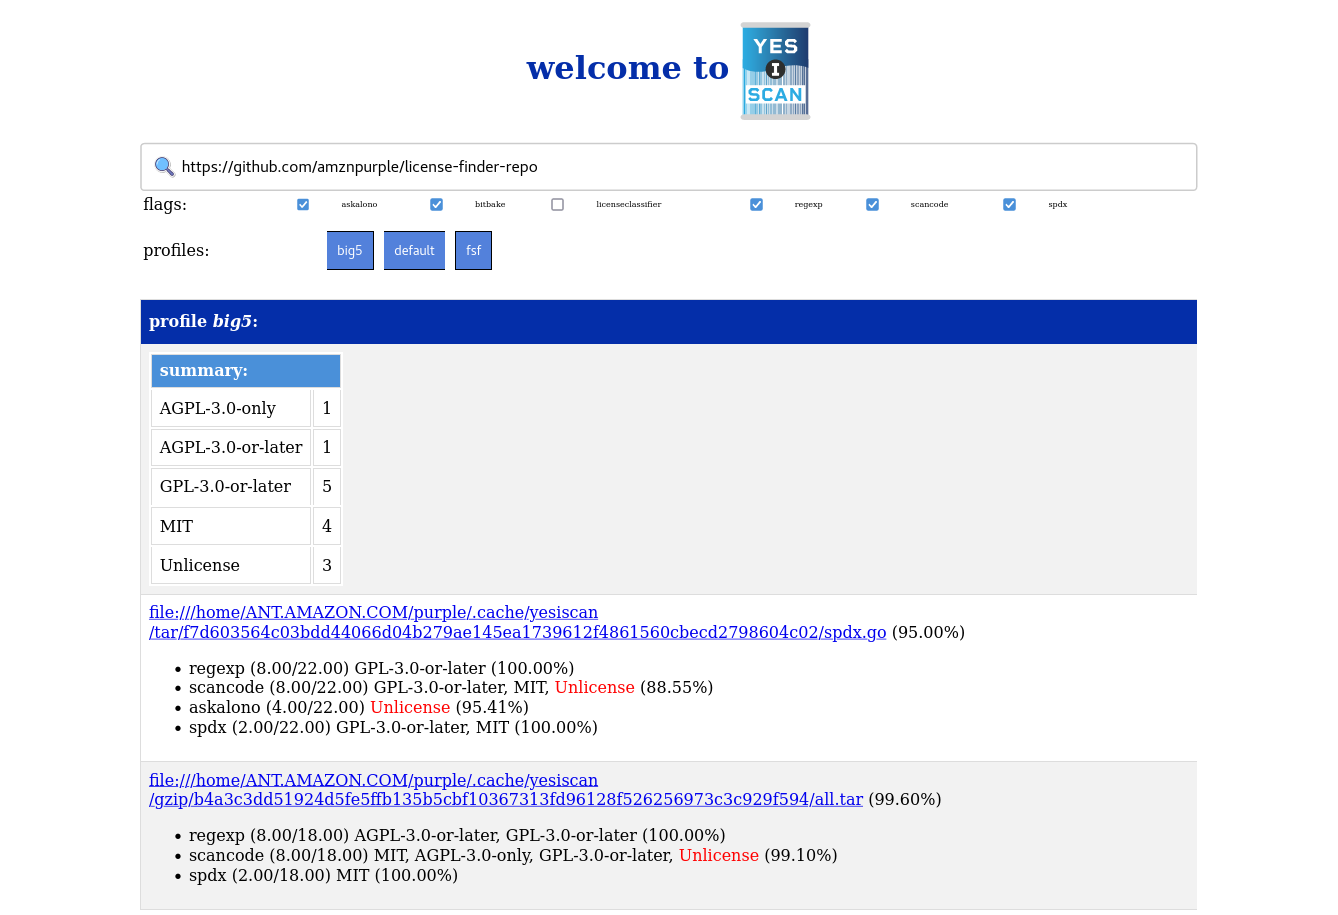 welcome to
YES
I
SCAN
https://github.com/amznpurple/license-finder-repo
flags: askalono bitbake licenseclassifier regexp scancode spdx
profiles: big5 default fsf
profile big5:
summary:
AGPL-3.0-only 1
AGPL-3.0-or-later 1
GPL-3.0-or-later 5
MIT 4
Unlicense 3
file:///home/ANT.AMAZON.COM/purple/.cache/yesiscan
/tar/f7d603564c03bdd44066d04b279ae145ea1739612f4861560cbecd2798604c02/spdx.go (95.00%)
• regexp (8.00/22.00) GPL-3.0-or-later (100.00%)
• scancode (8.00/22.00) GPL-3.0-or-later, MIT, Unlicense (88.55%)
• askalono (4.00/22.00) Unlicense (95.41%)
• spdx (2.00/22.00) GPL-3.0-or-later, MIT (100.00%)
file:///home/ANT.AMAZON.COM/purple/.cache/yesiscan
/gzip/b4a3c3dd51924d5fe5ffb135b5cbf10367313fd96128f526256973c3c929f594/all.tar (99.60%)
• regexp (8.00/18.00) AGPL-3.0-or-later, GPL-3.0-or-later (100.00%)
• scancode (8.00/18.00) MIT, AGPL-3.0-only, GPL-3.0-or-later, Unlicense (99.10%)
• spdx (2.00/18.00) MIT (100.00%)